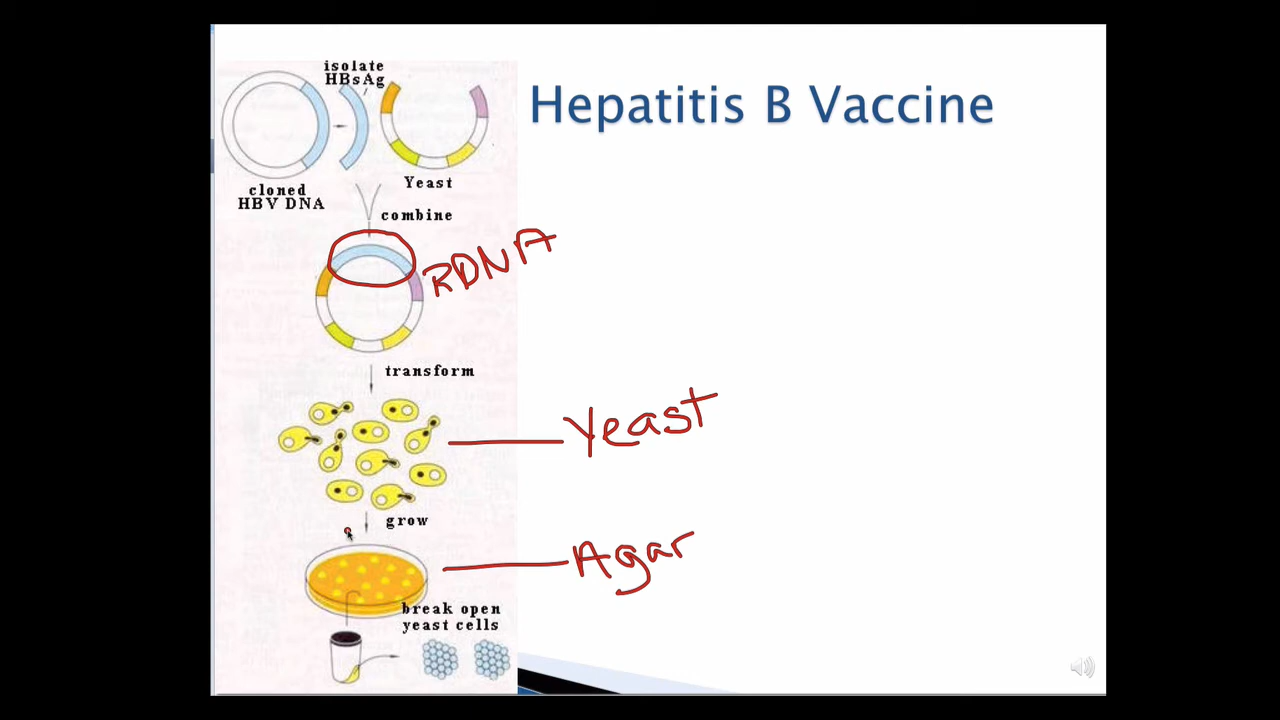 Hepatitis B Vaccine
isolate
HBsAg
cloned
HBV DNA
Yeast
combine
RDNA
transform
Yeast
grow
Agar
break open
yeast cells